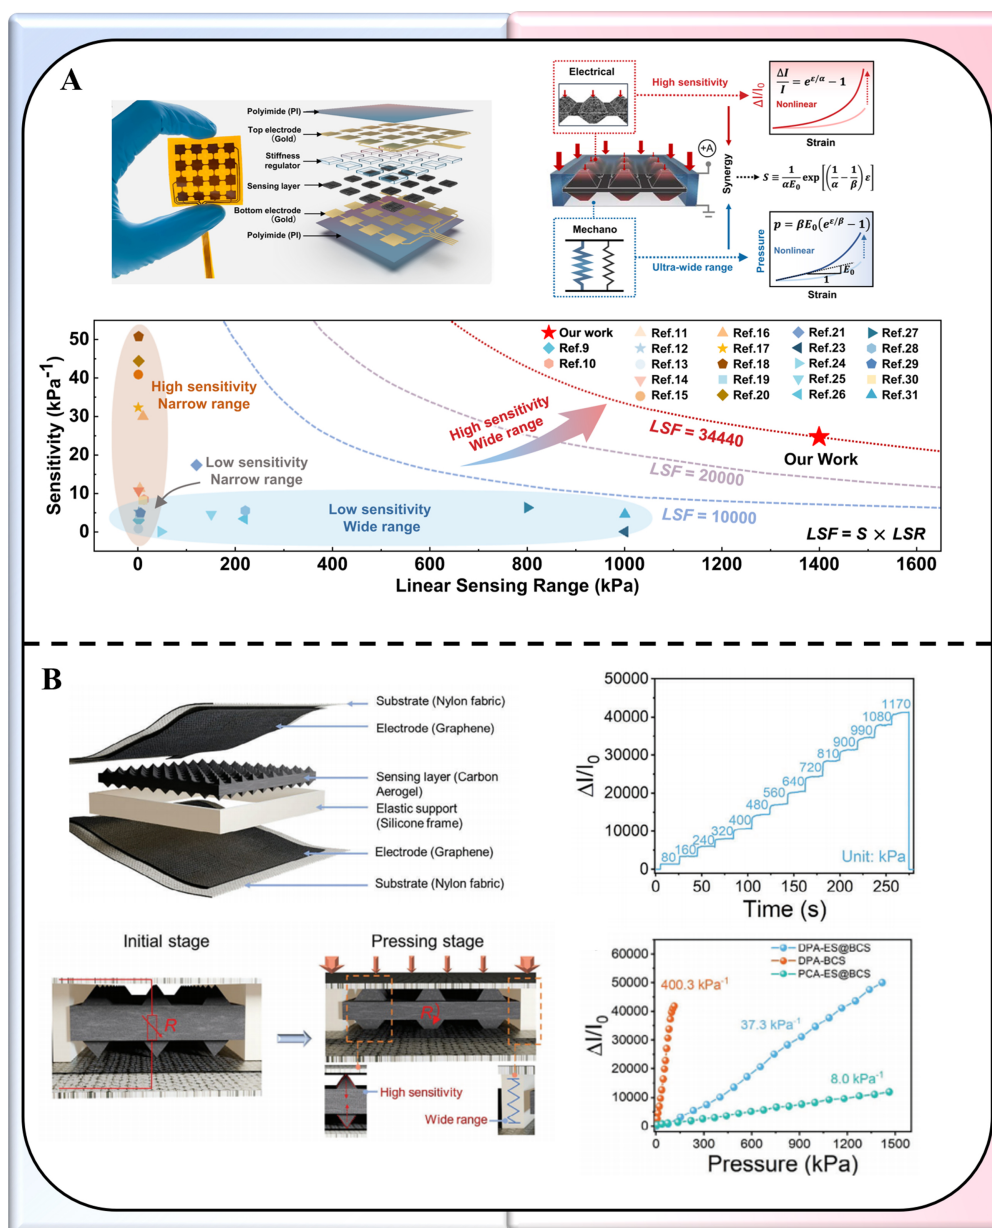 A
Polyimide (PI)
Top electrode
(Gold)
Stiffness
regulator
Sensing layer
Bottom electrode
(Gold)
Polyimide (PI)
Electrical
High sensitivity
ΔI/I₀
ΔI/I = e^{ε/α} − 1
Nonlinear
Strain
+A
Synergy
S ≡ 1/(αE₀) exp[(1/α − 1/β) ε]
Mechano
Ultra-wide range
Pressure
p = βE₀(e^{ε/β} − 1)
Nonlinear
E₀
1
Strain
Sensitivity (kPa⁻¹)
50
40
30
20
10
0
High sensitivity
Narrow range
Low sensitivity
Narrow range
Low sensitivity
Wide range
High sensitivity
Wide range
Our work
Ref.9
Ref.10
Ref.11
Ref.12
Ref.13
Ref.14
Ref.15
Ref.16
Ref.17
Ref.18
Ref.19
Ref.20
Ref.21
Ref.23
Ref.24
Ref.25
Ref.26
Ref.27
Ref.28
Ref.29
Ref.30
Ref.31
LSF = 34440
Our Work
LSF = 20000
LSF = 10000
LSF = S × LSR
0 200 400 600 800 1000 1200 1400 1600
Linear Sensing Range (kPa)
B
Substrate (Nylon fabric)
Electrode (Graphene)
Sensing layer (Carbon
Aerogel)
Elastic support
(Silicone frame)
Electrode (Graphene)
Substrate (Nylon fabric)
ΔI/I₀
50000
40000
30000
20000
10000
0
80
160
240
320
400
480
560
640
720
810
900
990
1080
1170
Unit: kPa
0 50 100 150 200 250
Time (s)
Initial stage
R
Pressing stage
R
High sensitivity
Wide range
ΔI/I₀
60000
50000
40000
30000
20000
10000
0
DPA-ES@BCS
DPA-BCS
PCA-ES@BCS
400.3 kPa⁻¹
37.3 kPa⁻¹
8.0 kPa⁻¹
0 300 600 900 1200 1500
Pressure (kPa)